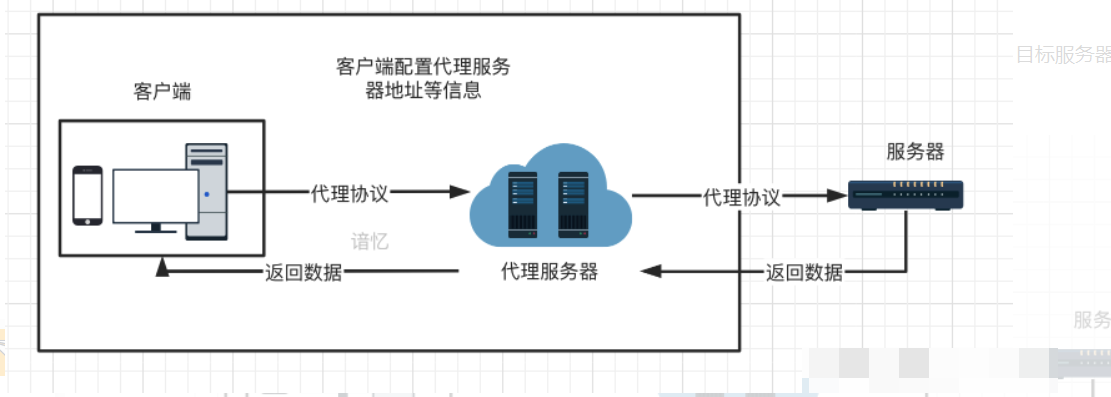 目标服务器
客户端配置代理服务
器地址等信息
客户端
服务器
代理协议
代理协议
谙忆
返回数据
代理服务器
返回数据
服务